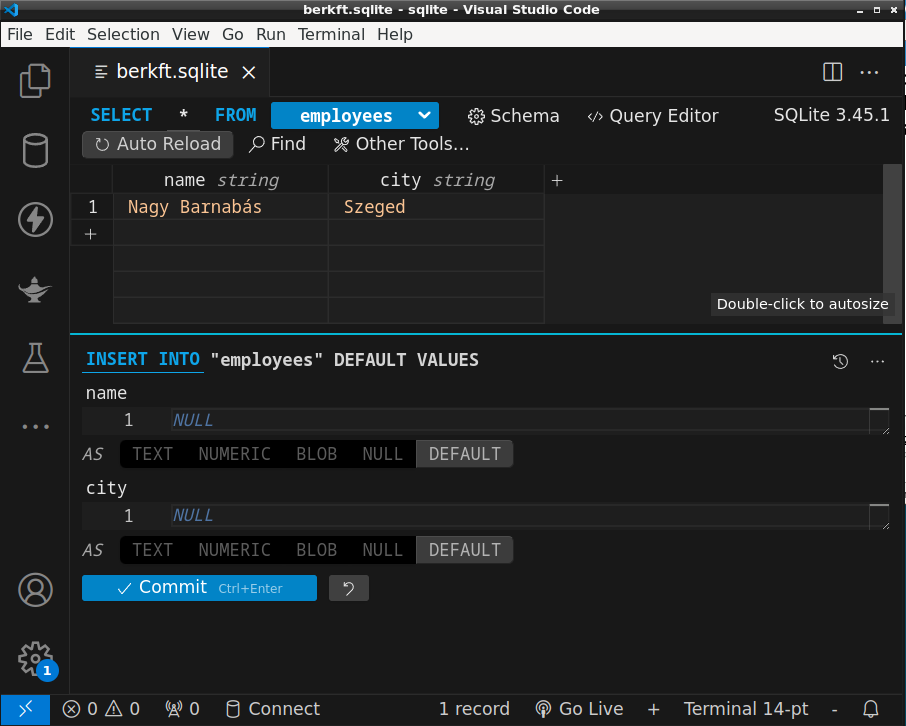 berkft.sqlite - sqlite - Visual Studio Code
File Edit Selection View Go Run Terminal Help
berkft.sqlite
SELECT * FROM employees Schema Query Editor SQLite 3.45.1
Auto Reload Find Other Tools...
name string city string +
1 Nagy Barnabás Szeged
+
Double-click to autosize
INSERT INTO "employees" DEFAULT VALUES
name
1 NULL
AS TEXT NUMERIC BLOB NULL DEFAULT
city
1 NULL
AS TEXT NUMERIC BLOB NULL DEFAULT
Commit Ctrl+Enter
1
0 0 0 Connect 1 record Go Live + Terminal 14-pt -